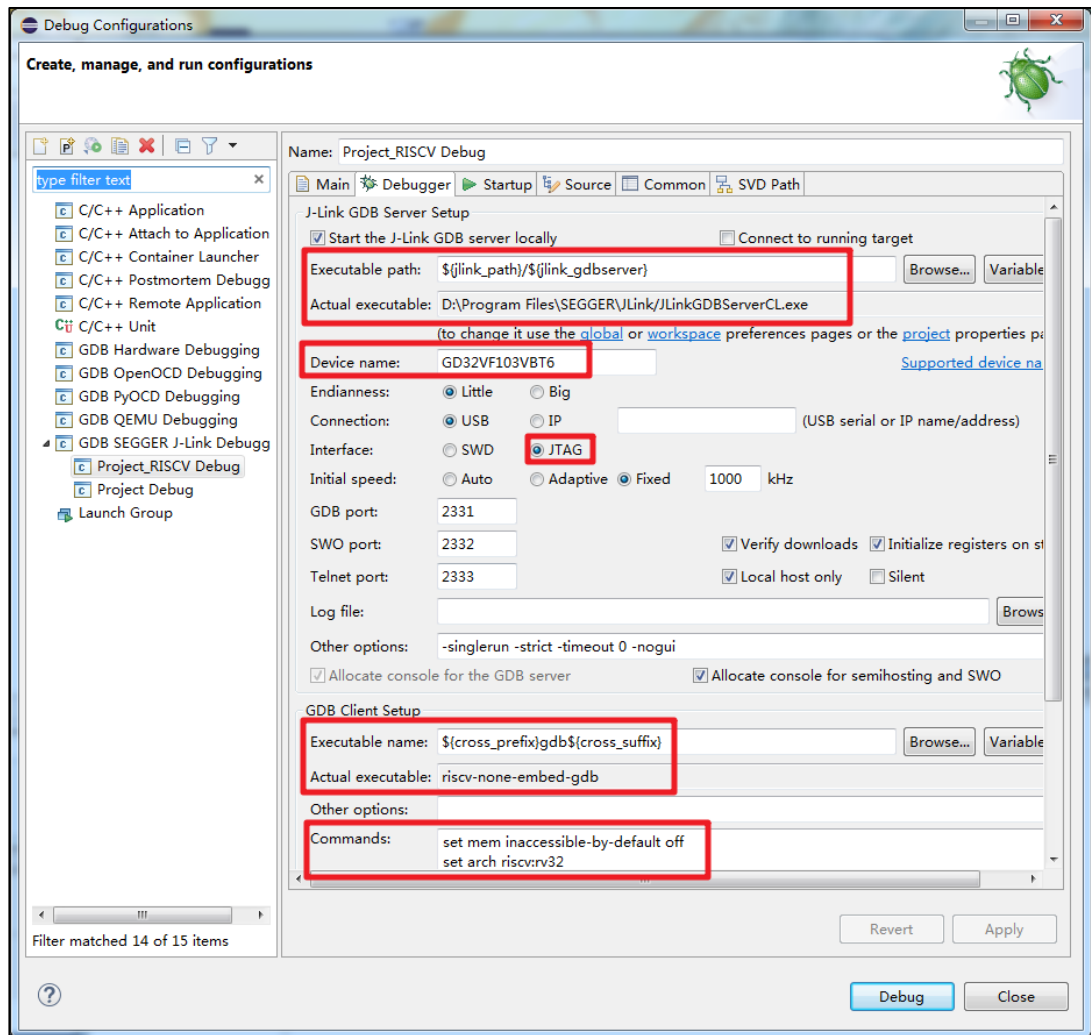 Debug Configurations
Create, manage, and run configurations
type filter text
C/C++ Application
C/C++ Attach to Application
C/C++ Container Launcher
C/C++ Postmortem Debugg
C/C++ Remote Application
C/C++ Unit
GDB Hardware Debugging
GDB OpenOCD Debugging
GDB PyOCD Debugging
GDB QEMU Debugging
GDB SEGGER J-Link Debugg
Project_RISCV Debug
Project Debug
Launch Group
Filter matched 14 of 15 items
Name: Project_RISCV Debug
Main Debugger Startup Source Common SVD Path
J-Link GDB Server Setup
Start the J-Link GDB server locally Connect to running target
Executable path: ${jlink_path}/${jlink_gdbserver} Browse... Variable
Actual executable: D:\Program Files\SEGGER\JLink/JLinkGDBServerCL.exe
(to change it use the global or workspace preferences pages or the project properties pa
Device name: GD32VF103VBT6 Supported device na
Endianness: Little Big
Connection: USB IP (USB serial or IP name/address)
Interface: SWD JTAG
Initial speed: Auto Adaptive Fixed 1000 kHz
GDB port: 2331
SWO port: 2332 Verify downloads Initialize registers on st
Telnet port: 2333 Local host only Silent
Log file: Brows
Other options: -singlerun -strict -timeout 0 -nogui
Allocate console for the GDB server Allocate console for semihosting and SWO
GDB Client Setup
Executable name: ${cross_prefix}gdb${cross_suffix} Browse... Variable
Actual executable: riscv-none-embed-gdb
Other options:
Commands: set mem inaccessible-by-default off
set arch riscv:rv32
Revert Apply
Debug Close